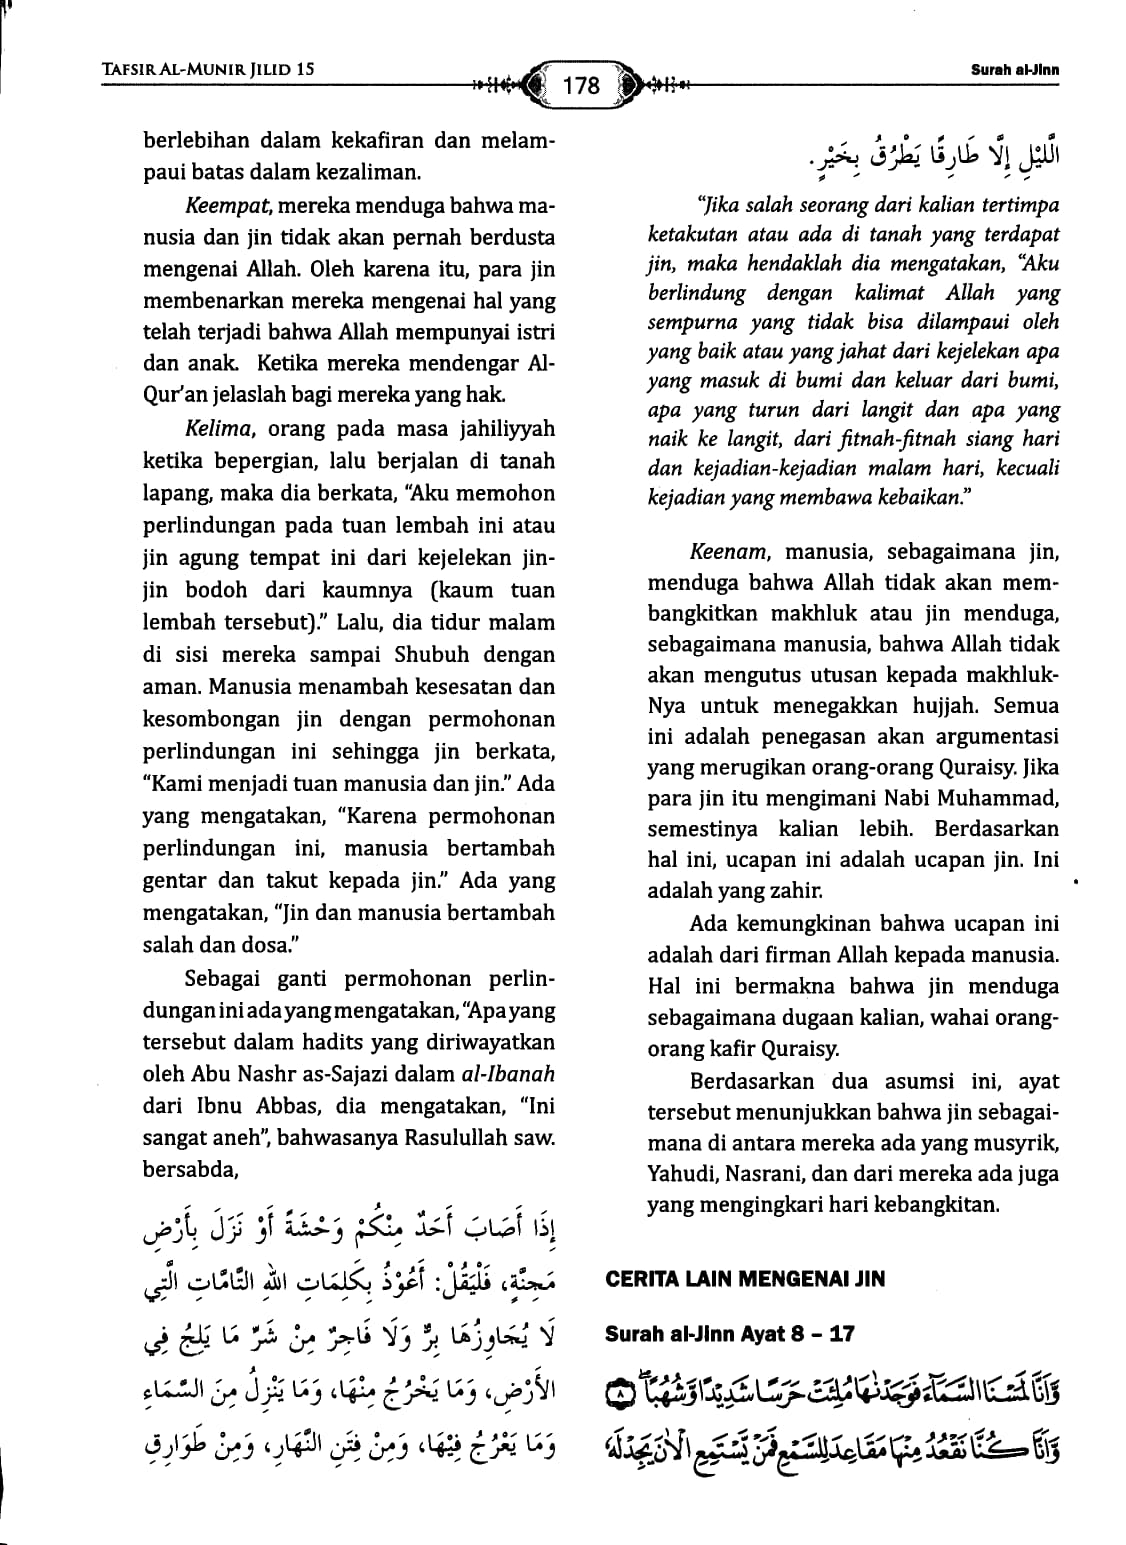 TAFSIR AL-MUNIR JILID 15
178
Surah al-Jinn
berlebihan dalam kekafiran dan melam-
paui batas dalam kezaliman.
Keempat, mereka menduga bahwa ma-
nusia dan jin tidak akan pernah berdusta
mengenai Allah. Oleh karena itu, para jin
membenarkan mereka mengenai hal yang
telah terjadi bahwa Allah mempunyai istri
dan anak. Ketika mereka mendengar Al-
Qur'an jelaslah bagi mereka yang hak.
Kelima, orang pada masa jahiliyyah
ketika bepergian, lalu berjalan di tanah
lapang, maka dia berkata, "Aku memohon
perlindungan pada tuan lembah ini atau
jin agung tempat ini dari kejelekan jin-
jin bodoh dari kaumnya (kaum tuan
lembah tersebut)." Lalu, dia tidur malam
di sisi mereka sampai Shubuh dengan
aman. Manusia menambah kesesatan dan
kesombongan jin dengan permohonan
perlindungan ini sehingga jin berkata,
"Kami menjadi tuan manusia dan jin." Ada
yang mengatakan, "Karena permohonan
perlindungan ini, manusia bertambah
gentar dan takut kepada jin." Ada yang
mengatakan, "Jin dan manusia bertambah
salah dan dosa."
Sebagai ganti permohonan perlin-
dungan ini ada yang mengatakan, "Apa yang
tersebut dalam hadits yang diriwayatkan
oleh Abu Nashr as-Sajazi dalam al-Ibanah
dari Ibnu Abbas, dia mengatakan, "Ini
sangat aneh", bahwasanya Rasulullah saw.
bersabda,
إِذَا أَصَابَ أَحَدٌ مِنْكُمْ وَحْشَةً أَوْ نَزَلَ بِأَرْضٍ
مَجِنَّةٍ، فَلْيَقُلْ: أَعُوْذُ بِكَلِمَاتِ اللهِ التَّامَّاتِ الَّتِي
لَا يُجَاوِزُهَا بِرٌّ وَلَا فَاجِرٌ مِنْ شَرِّ مَا يَلِجُ فِي
الأَرْضِ، وَمَا يَخْرُجُ مِنْهَا، وَمَا يَنْزِلُ مِنَ السَّمَاءِ
وَمَا يَعْرُجُ فِيْهَا، وَمِنْ فِتَنِ النَّهَارِ، وَمِنْ طَوَارِقِ
الَّليْلِ إِلَّا طَارِقًا يَطْرُقُ بِخَيْرٍ.
"Jika salah seorang dari kalian tertimpa
ketakutan atau ada di tanah yang terdapat
jin, maka hendaklah dia mengatakan, "Aku
berlindung dengan kalimat Allah yang
sempurna yang tidak bisa dilampaui oleh
yang baik atau yang jahat dari kejelekan apa
yang masuk di bumi dan keluar dari bumi,
apa yang turun dari langit dan apa yang
naik ke langit, dari fitnah-fitnah siang hari
dan kejadian-kejadian malam hari, kecuali
kejadian yang membawa kebaikan."
Keenam, manusia, sebagaimana jin,
menduga bahwa Allah tidak akan mem-
bangkitkan makhluk atau jin menduga,
sebagaimana manusia, bahwa Allah tidak
akan mengutus utusan kepada makhluk-
Nya untuk menegakkan hujjah. Semua
ini adalah penegasan akan argumentasi
yang merugikan orang-orang Quraisy. Jika
para jin itu mengimani Nabi Muhammad,
semestinya kalian lebih. Berdasarkan
hal ini, ucapan ini adalah ucapan jin. Ini
adalah yang zahir.
Ada kemungkinan bahwa ucapan ini
adalah dari firman Allah kepada manusia.
Hal ini bermakna bahwa jin menduga
sebagaimana dugaan kalian, wahai orang-
orang kafir Quraisy.
Berdasarkan dua asumsi ini, ayat
tersebut menunjukkan bahwa jin sebagai-
mana di antara mereka ada yang musyrik,
Yahudi, Nasrani, dan dari mereka ada juga
yang mengingkari hari kebangkitan.
CERITA LAIN MENGENAI JIN
Surah al-Jinn Ayat 8 – 17
وَّاَنَّا لَمَسْنَا السَّمَاۤءَ فَوَجَدْنٰهَا مُلِئَتْ حَرَسًا شَدِيْدًا وَّشُهُبًاۖ ٨
وَّاَنَّا كُنَّا نَقْعُدُ مِنْهَا مَقَاعِدَ لِلسَّمْعِ فَمَنْ يَّسْتَمِعِ الْاٰنَ يَجِدْ لَهٗ